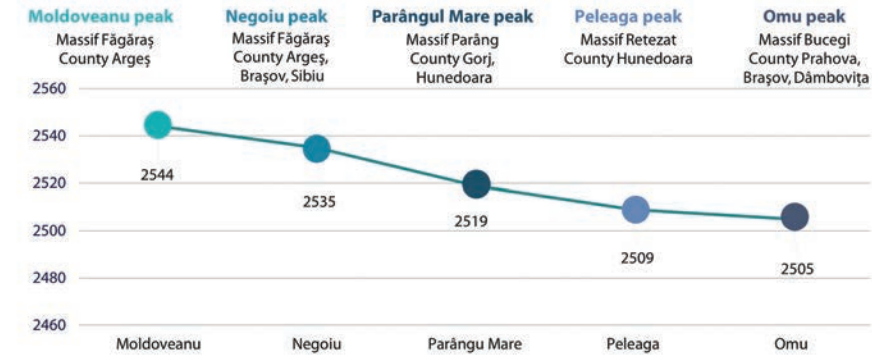 Moldoveanu peak
Massif Făgăraș
County Argeș
Negoiu peak
Massif Făgăraș
County Argeș,
Brașov, Sibiu
Parângul Mare peak
Massif Parâng
County Gorj,
Hunedoara
Peleaga peak
Massif Retezat
County Hunedoara
Omu peak
Massif Bucegi
County Prahova,
Brașov, Dâmbovița
2560
2540
2520
2500
2480
2460
2544
2535
2519
2509
2505
Moldoveanu
Negoiu
Parângu Mare
Peleaga
Omu